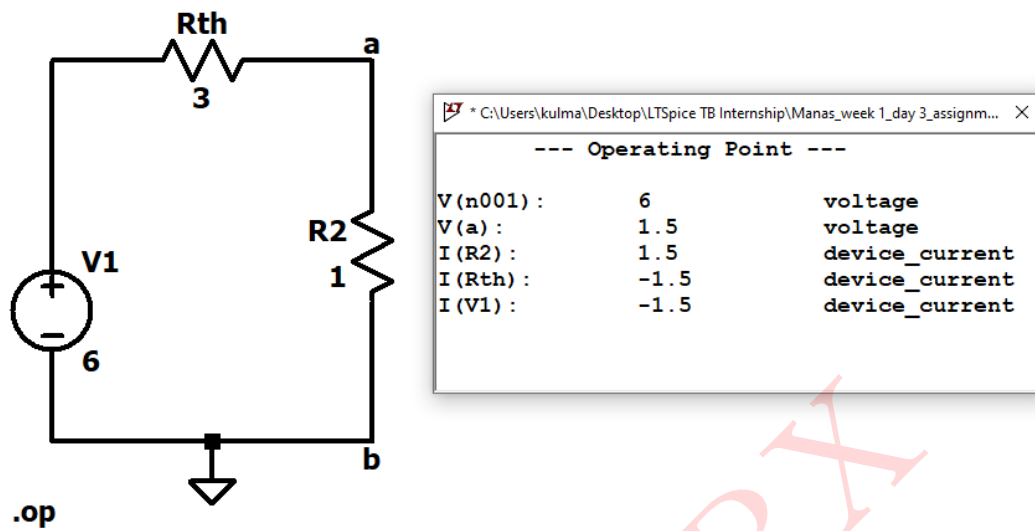 Rth
a
3
R2
1
V1
+
−
6
b
.op
LT * C:\Users\kulma\Desktop\LTSpice TB Internship\Manas_week 1_day 3_assignm... ×
--- Operating Point ---
V(n001): 6 voltage
V(a): 1.5 voltage
I(R2): 1.5 device_current
I(Rth): -1.5 device_current
I(V1): -1.5 device_current